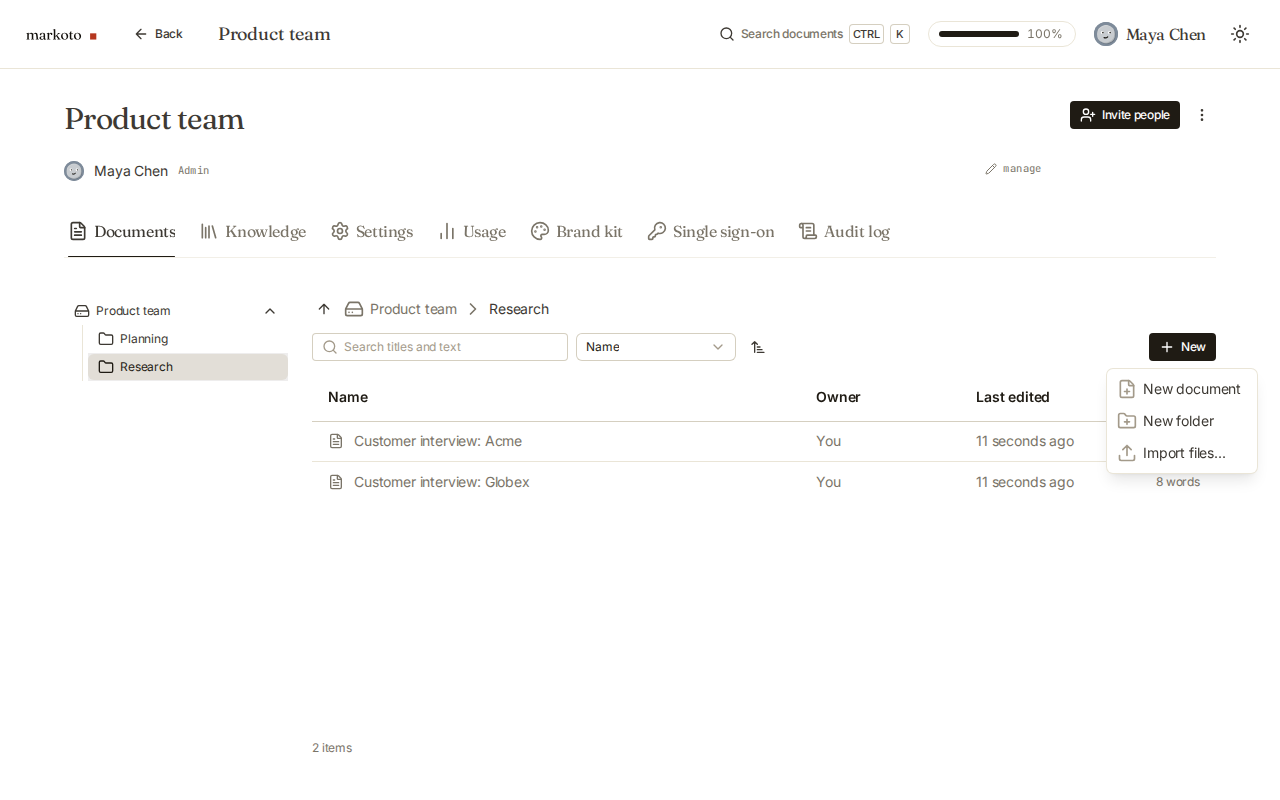 markoto
Back
Product team
Search documents CTRL K
100%
Maya Chen
Product team
Invite people
Maya Chen Admin
manage
Documents
Knowledge
Settings
Usage
Brand kit
Single sign-on
Audit log
Product team
Planning
Research
Product team Research
Search titles and text
Name
New
New document
New folder
Import files...
Name Owner Last edited
Customer interview: Acme You 11 seconds ago
Customer interview: Globex You 11 seconds ago 8 words
2 items